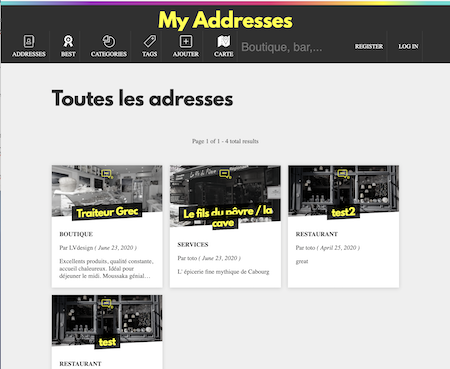 My Addresses
ADDRESSES
BEST
CATEGORIES
TAGS
AJOUTER
CARTE
Boutique, bar,...
REGISTER
LOG IN
Toutes les adresses
Page 1 of 1 - 4 total results
Traiteur Grec
BOUTIQUE
Par LVdesign ( June 23, 2020 )
Excellents produits, qualité constante,
accueil chaleureux. Idéal pour
déjeuner le midi. Moussaka génial…
Le fils du pôvre / la
cave
SERVICES
Par toto ( June 23, 2020 )
L' épicerie fine mythique de Cabourg
test2
RESTAURANT
Par toto ( April 25, 2020 )
great
test
RESTAURANT